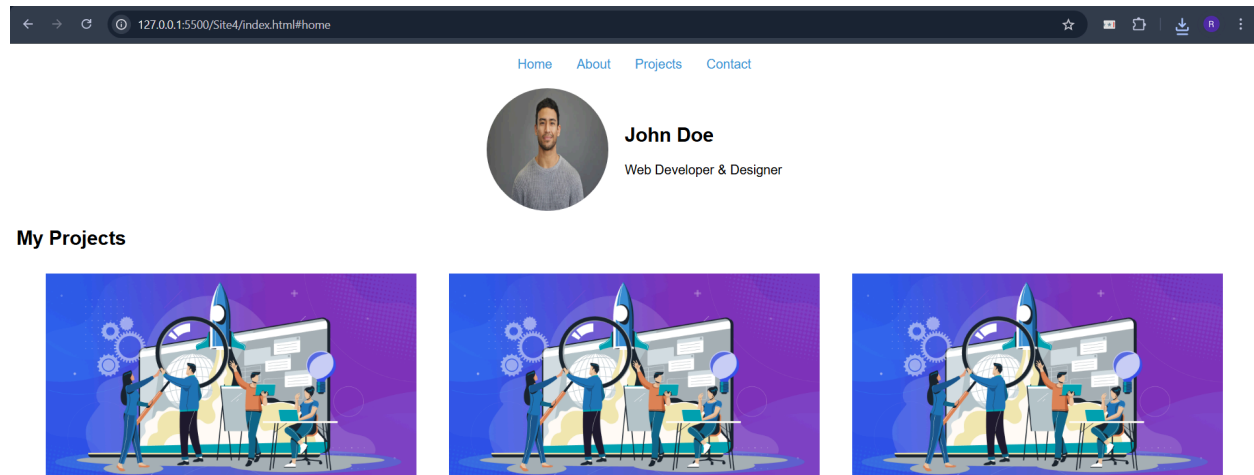 127.0.0.1:5500/Site4/index.html#home
R
Home About Projects Contact
John Doe
Web Developer & Designer
My Projects